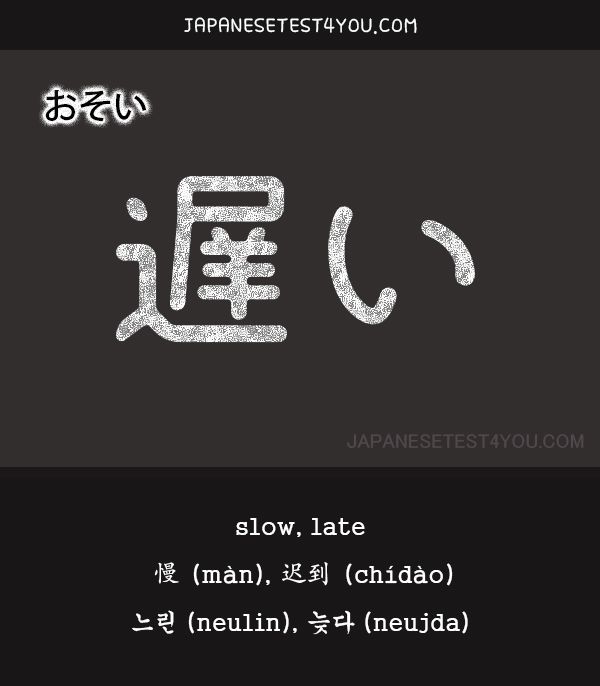 JAPANESETEST4YOU.COM
おそい
遅い
JAPANESETEST4YOU.COM
slow, late
慢 (màn), 迟到 (chídào)
느린 (neulin), 늦다 (neujda)